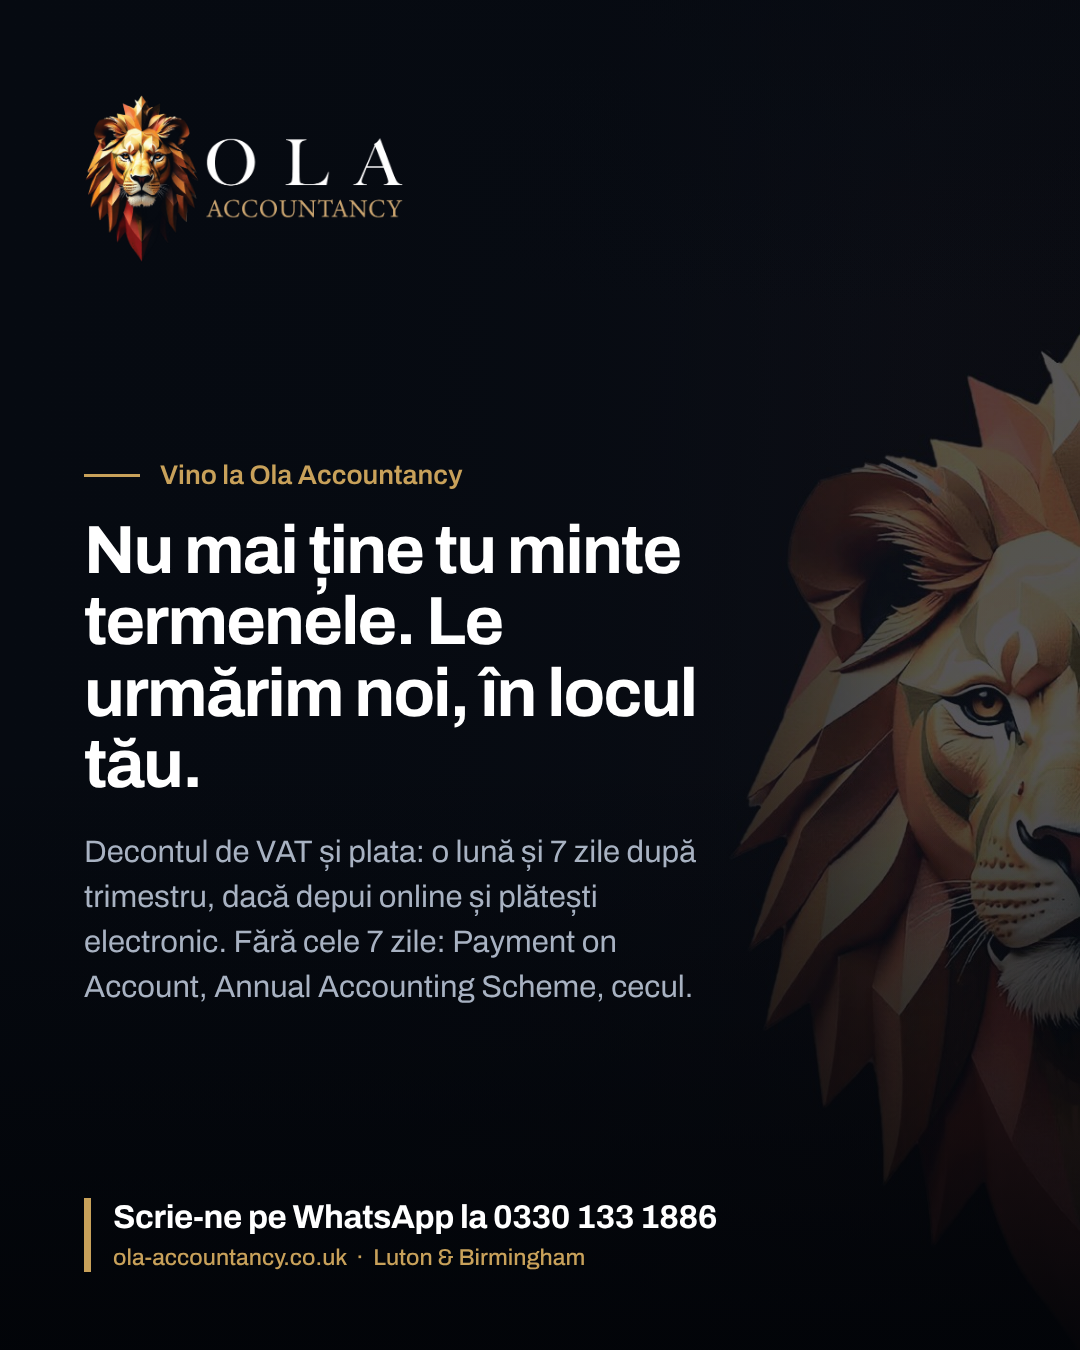 OLA
ACCOUNTANCY
Vino la Ola Accountancy
Nu mai ține tu minte
termenele. Le
urmărim noi, în locul
tău.
Decontul de VAT și plata: o lună și 7 zile după
trimestru, dacă depui online și plătești
electronic. Fără cele 7 zile: Payment on
Account, Annual Accounting Scheme, cecul.
Scrie-ne pe WhatsApp la 0330 133 1886
ola-accountancy.co.uk · Luton & Birmingham